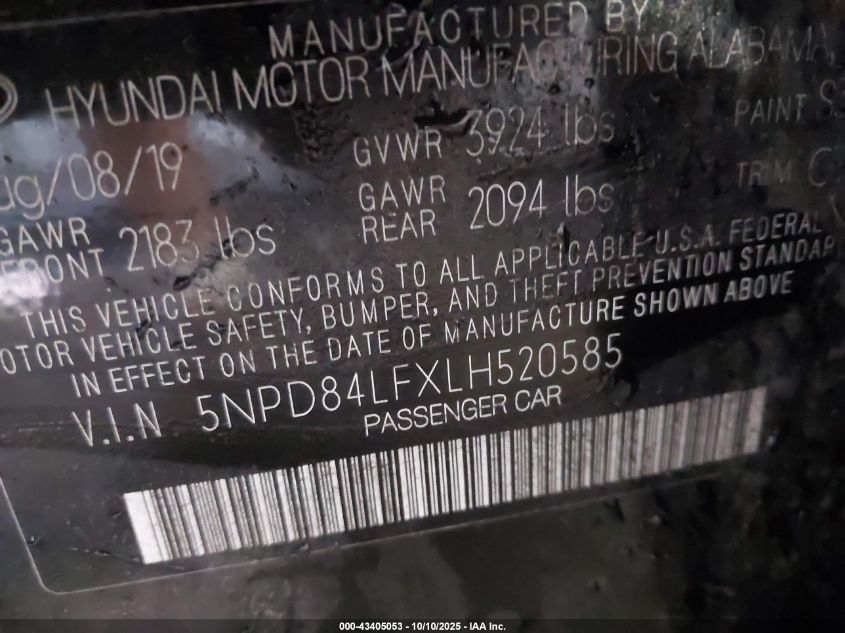 MANUFACTURED BY
HYUNDAI MOTOR MANUFACTURING ALABAMA,
ug/08/19 GVWR 3924 lbs PAINT S
GAWR FRONT 2183 lbs GAWR REAR 2094 lbs TRIM C
THIS VEHICLE CONFORMS TO ALL APPLICABLE U.S.A. FEDERAL
OTOR VEHICLE SAFETY, BUMPER, AND THEFT PREVENTION STANDAR
IN EFFECT ON THE DATE OF MANUFACTURE SHOWN ABOVE
V.I.N 5NPD84LFXLH520585
PASSENGER CAR
000-43405053 - 10/10/2025 - IAA Inc.